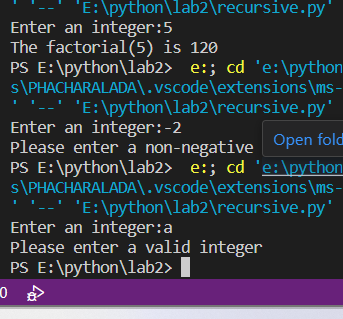 ' '--' 'E:\python\lab2\recursive.py'
Enter an integer:5
The factorial(5) is 120
PS E:\python\lab2>  e:; cd 'e:\python
s\PHACHARALADA\.vscode\extensions\ms-
' '--' 'E:\python\lab2\recursive.py'
Enter an integer:-2
Please enter a non-negative
Open fold
PS E:\python\lab2>  e:; cd 'e:\python
s\PHACHARALADA\.vscode\extensions\ms-
' '--' 'E:\python\lab2\recursive.py'
Enter an integer:a
Please enter a valid integer
PS E:\python\lab2>
0